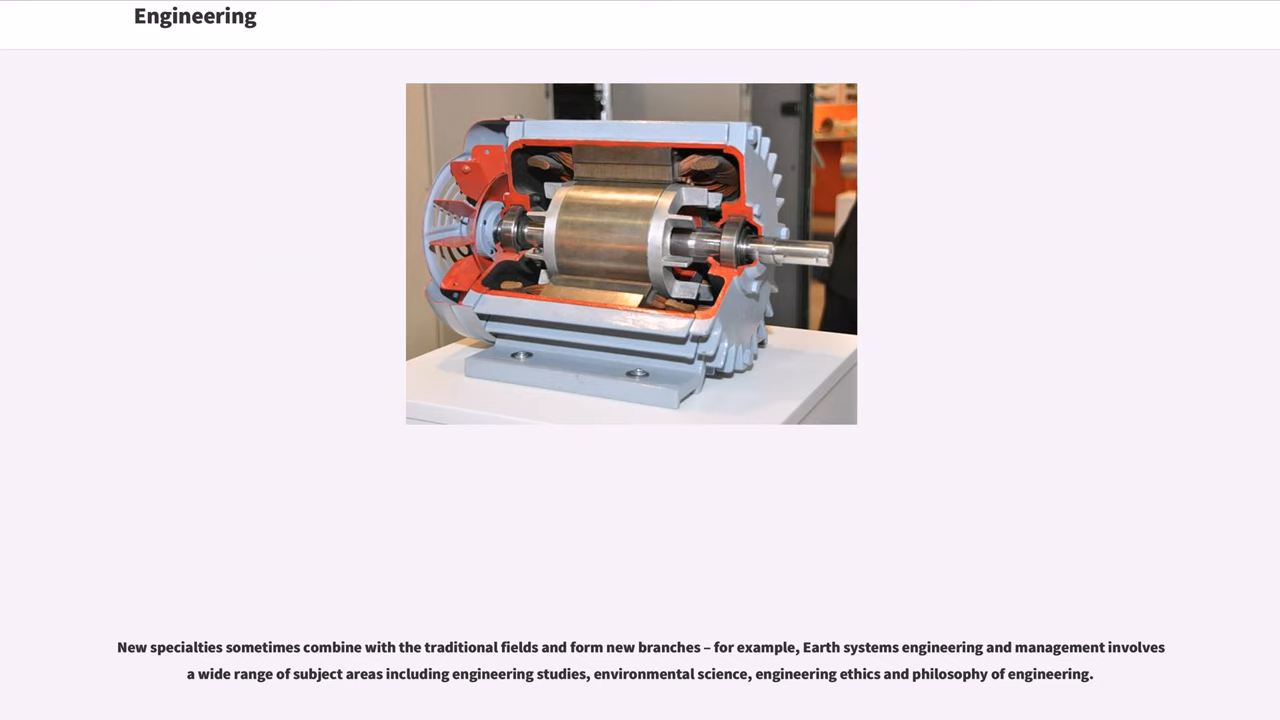 Engineering
New specialties sometimes combine with the traditional fields and form new branches – for example, Earth systems engineering and management involves
a wide range of subject areas including engineering studies, environmental science, engineering ethics and philosophy of engineering.